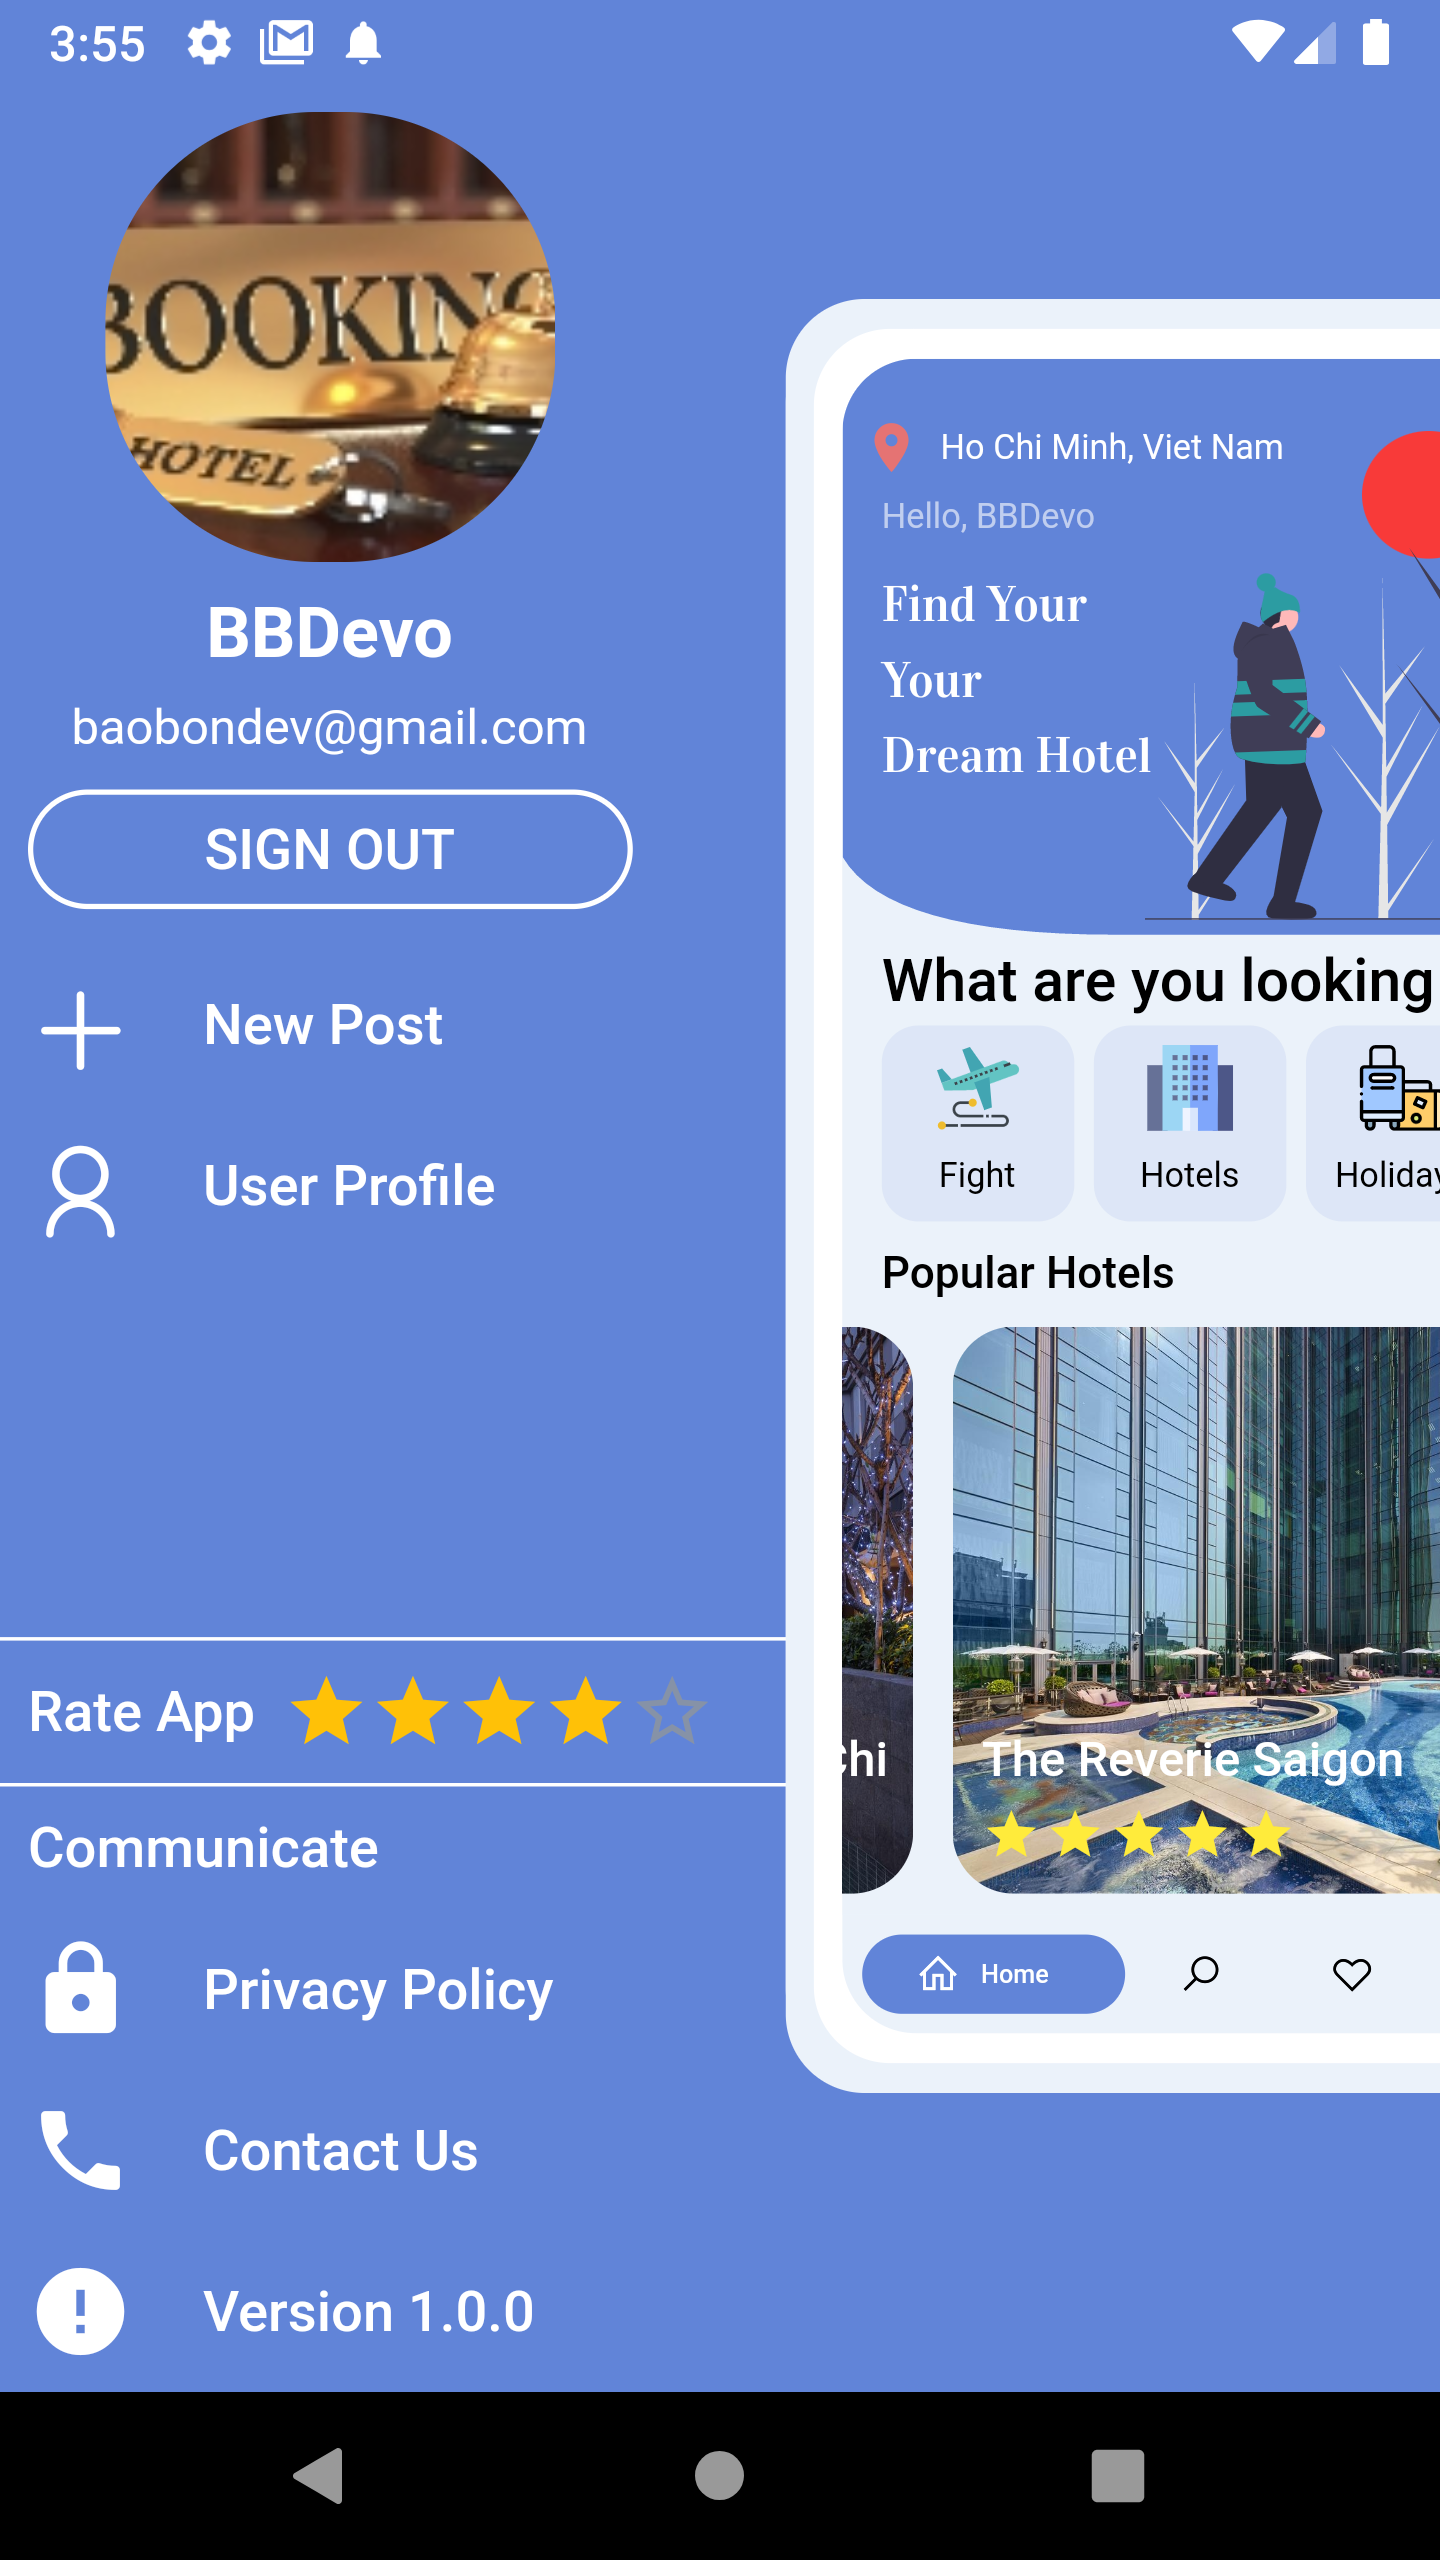 3:55
BOOKING
HOTEL
BBDevo
baobondev@gmail.com
SIGN OUT
New Post
User Profile
Rate App
Communicate
Privacy Policy
Contact Us
Version 1.0.0
Ho Chi Minh, Viet Nam
Hello, BBDevo
Find Your
Your
Dream Hotel
What are you looking
Fight
Hotels
Holiday
Popular Hotels
Chi
The Reverie Saigon
Home